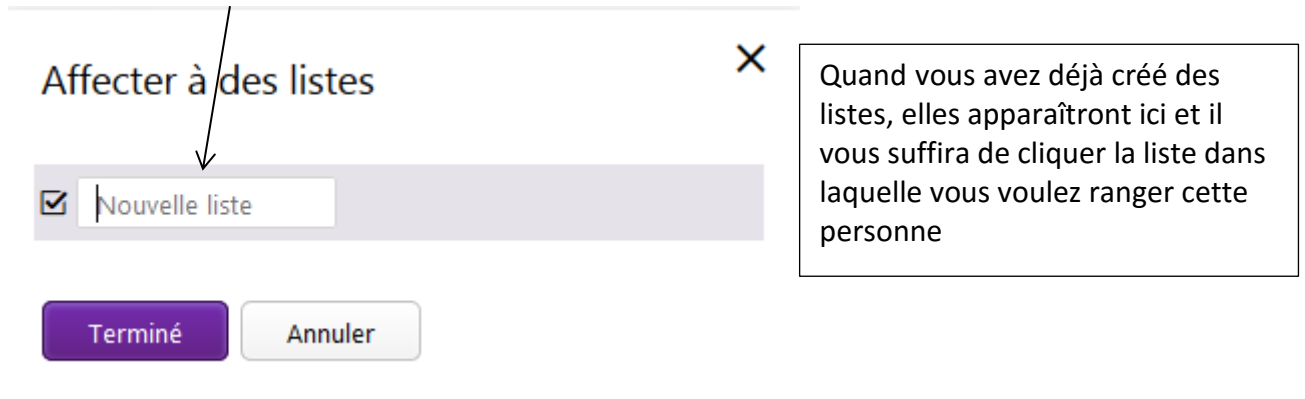 Affecter à des listes
Nouvelle liste
Terminé
Annuler
Quand vous avez déjà créé des
listes, elles apparaîtront ici et il
vous suffira de cliquer la liste dans
laquelle vous voulez ranger cette
personne